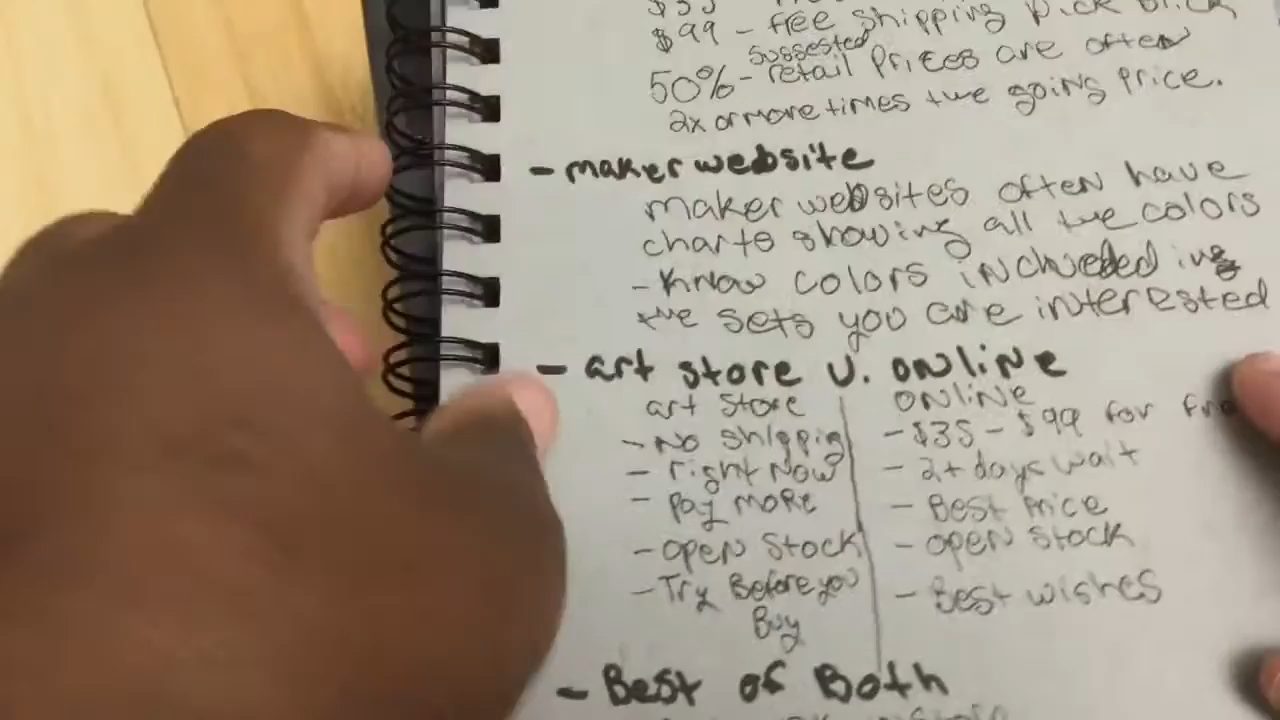 $99 - free shipping Dick Blick
suggested
50% - retail Prices are often
2x or more times the going price.
- maker website
maker websites often have
charts showing all the colors
- Know colors included in
the sets you are interested
- art store v. online
art store
- No shippig
- right Now
- Pay more
- open stock
- Try Before you
Buy
online
- $35 - $99 for
- 2+ days wait
- Best Price
- open stock
- Best wishes
- Best of Both